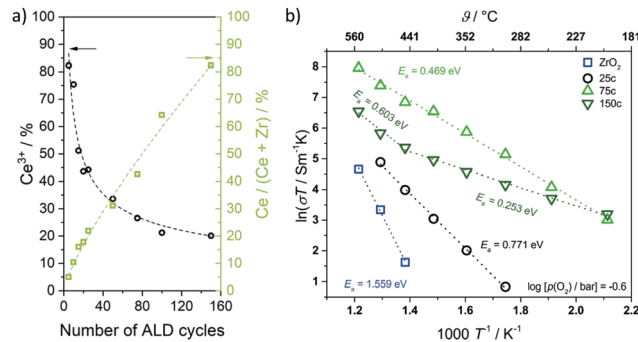 a)
Ce³⁺ / %
90
80
70
60
50
40
30
20
10
0
0 40 80 120 160
Number of ALD cycles
100
90
80
70
60
50
40
30
20
10
0
Ce / (Ce + Zr) / %
b)
ϑ / °C
560 441 352 282 227 181
ln(σT / Sm⁻¹K)
9
8
7
6
5
4
3
2
1
ZrO₂
25c
75c
150c
Eₐ = 0.469 eV
Eₐ = 0.603 eV
Eₐ = 0.253 eV
Eₐ = 0.771 eV
Eₐ = 1.559 eV
log [p(O₂) / bar] = -0.6
1.2 1.4 1.6 1.8 2.0 2.2
1000 T⁻¹ / K⁻¹